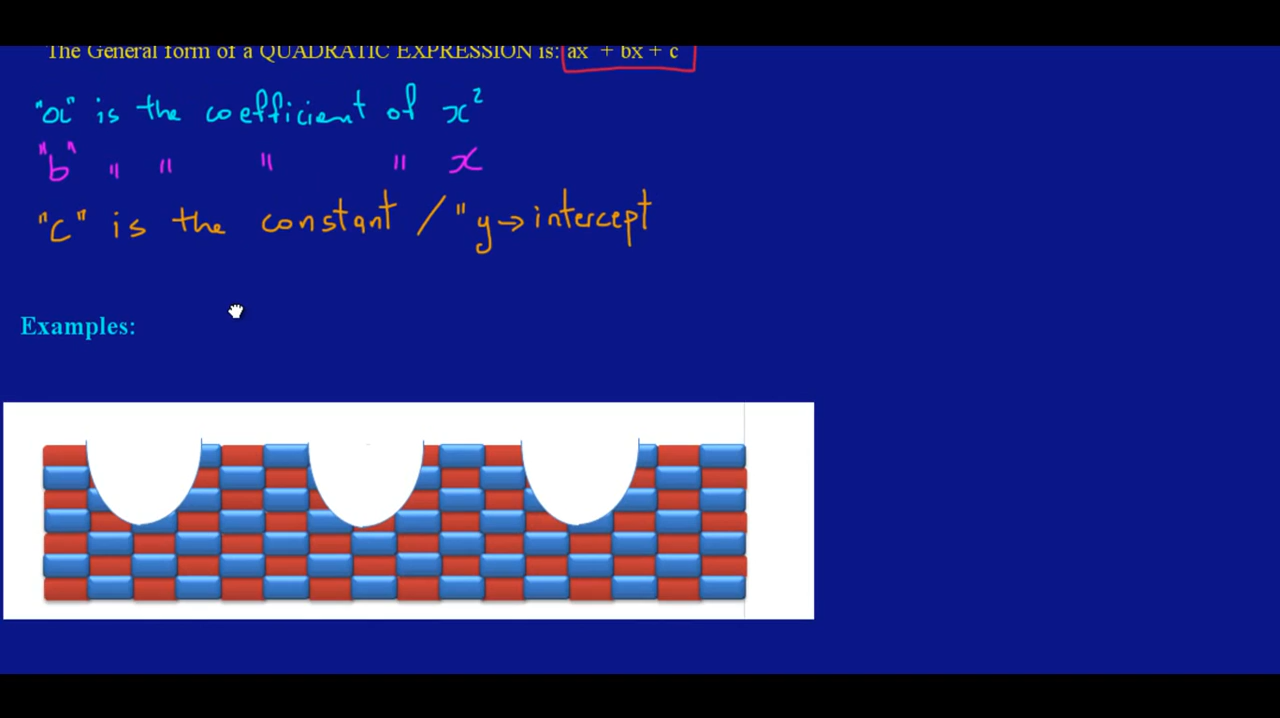 The General form of a QUADRATIC EXPRESSION is: ax + bx + c
"a" is the coefficient of x²
"b" " " " " x
"c" is the constant / "y→intercept
Examples: